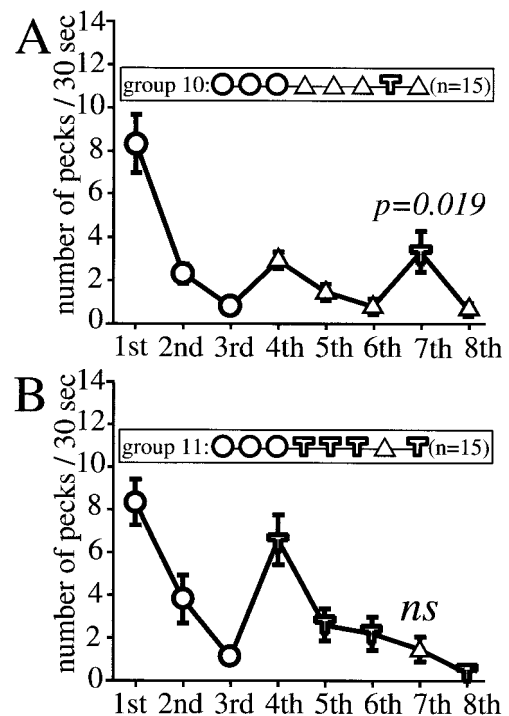 A
number of pecks / 30 sec
14
12
10
8
6
4
2
0
group 10: (n=15)
p=0.019
1st 2nd 3rd 4th 5th 6th 7th 8th
B
number of pecks / 30 sec
14
12
10
8
6
4
2
0
group 11: (n=15)
ns
1st 2nd 3rd 4th 5th 6th 7th 8th